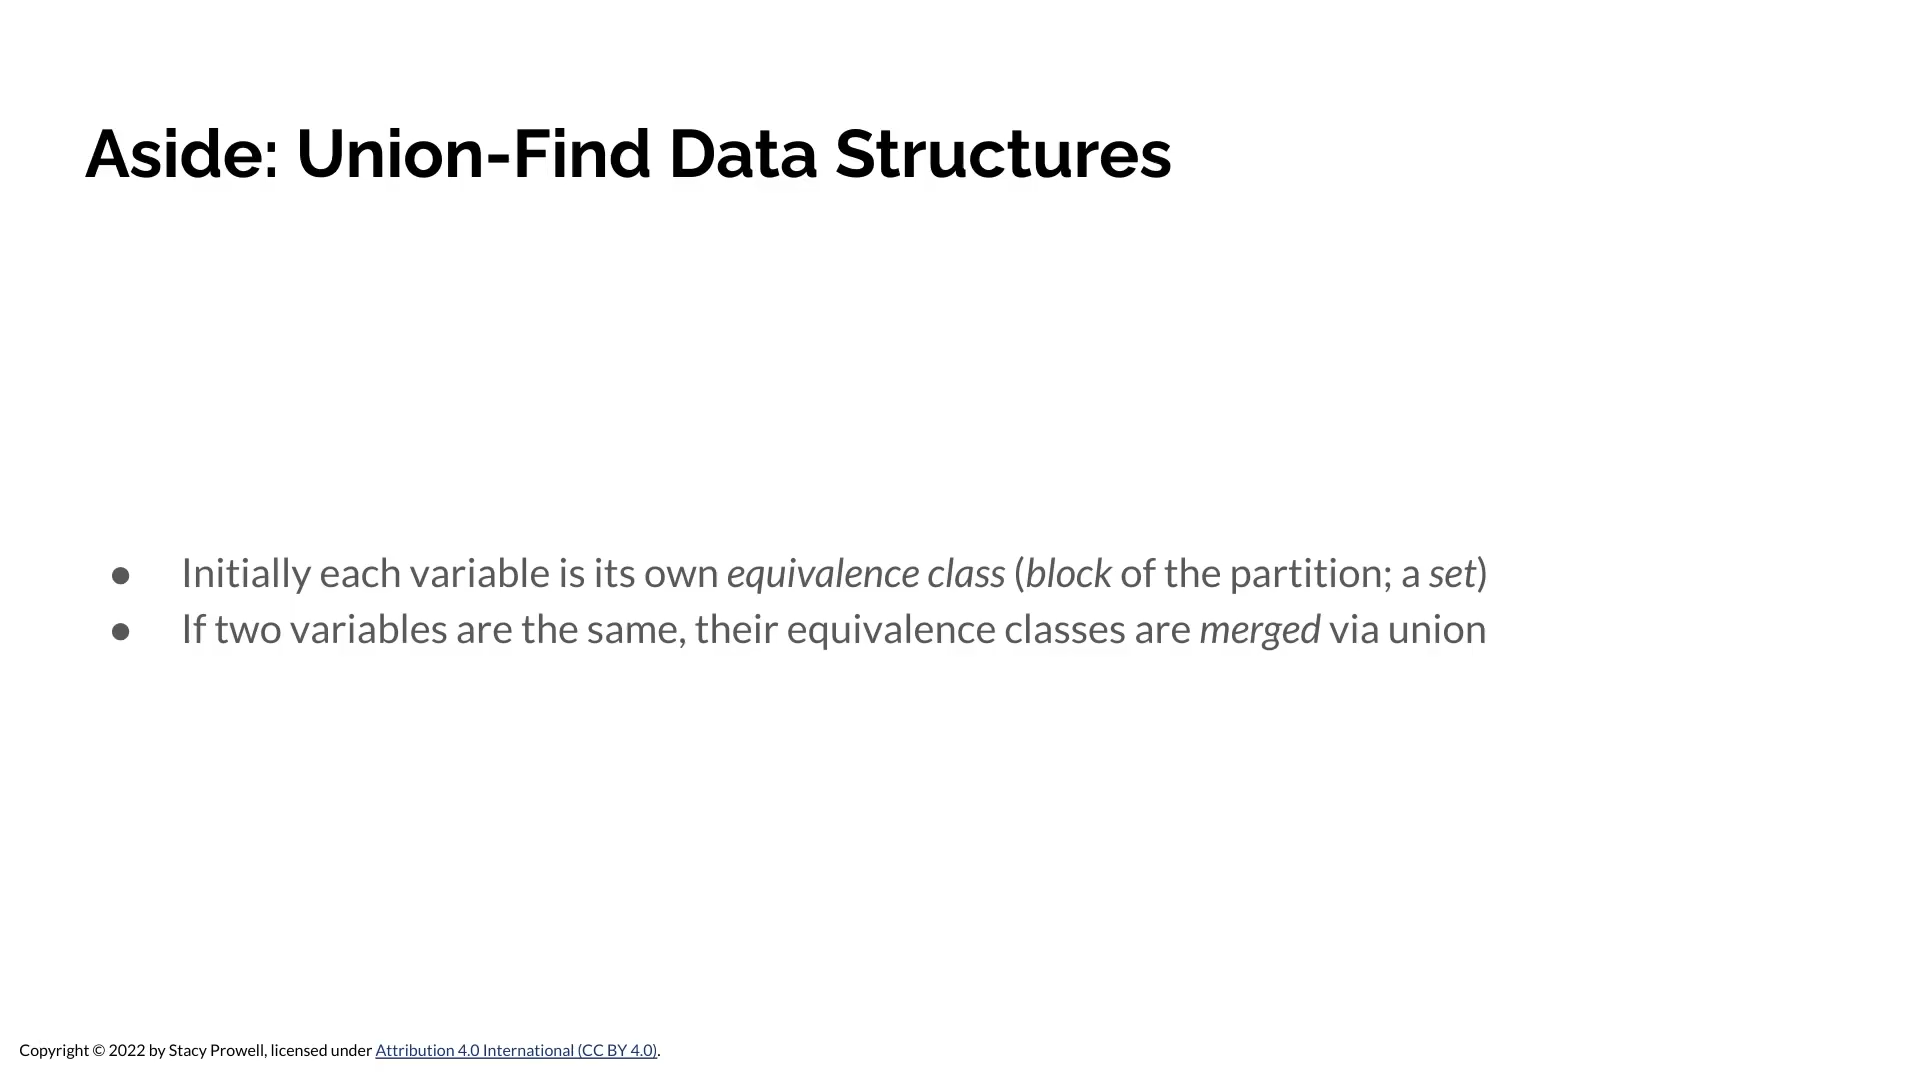 Aside: Union-Find Data Structures
● Initially each variable is its own equivalence class (block of the partition; a set)
● If two variables are the same, their equivalence classes are merged via union
Copyright © 2022 by Stacy Prowell, licensed under Attribution 4.0 International (CC BY 4.0).